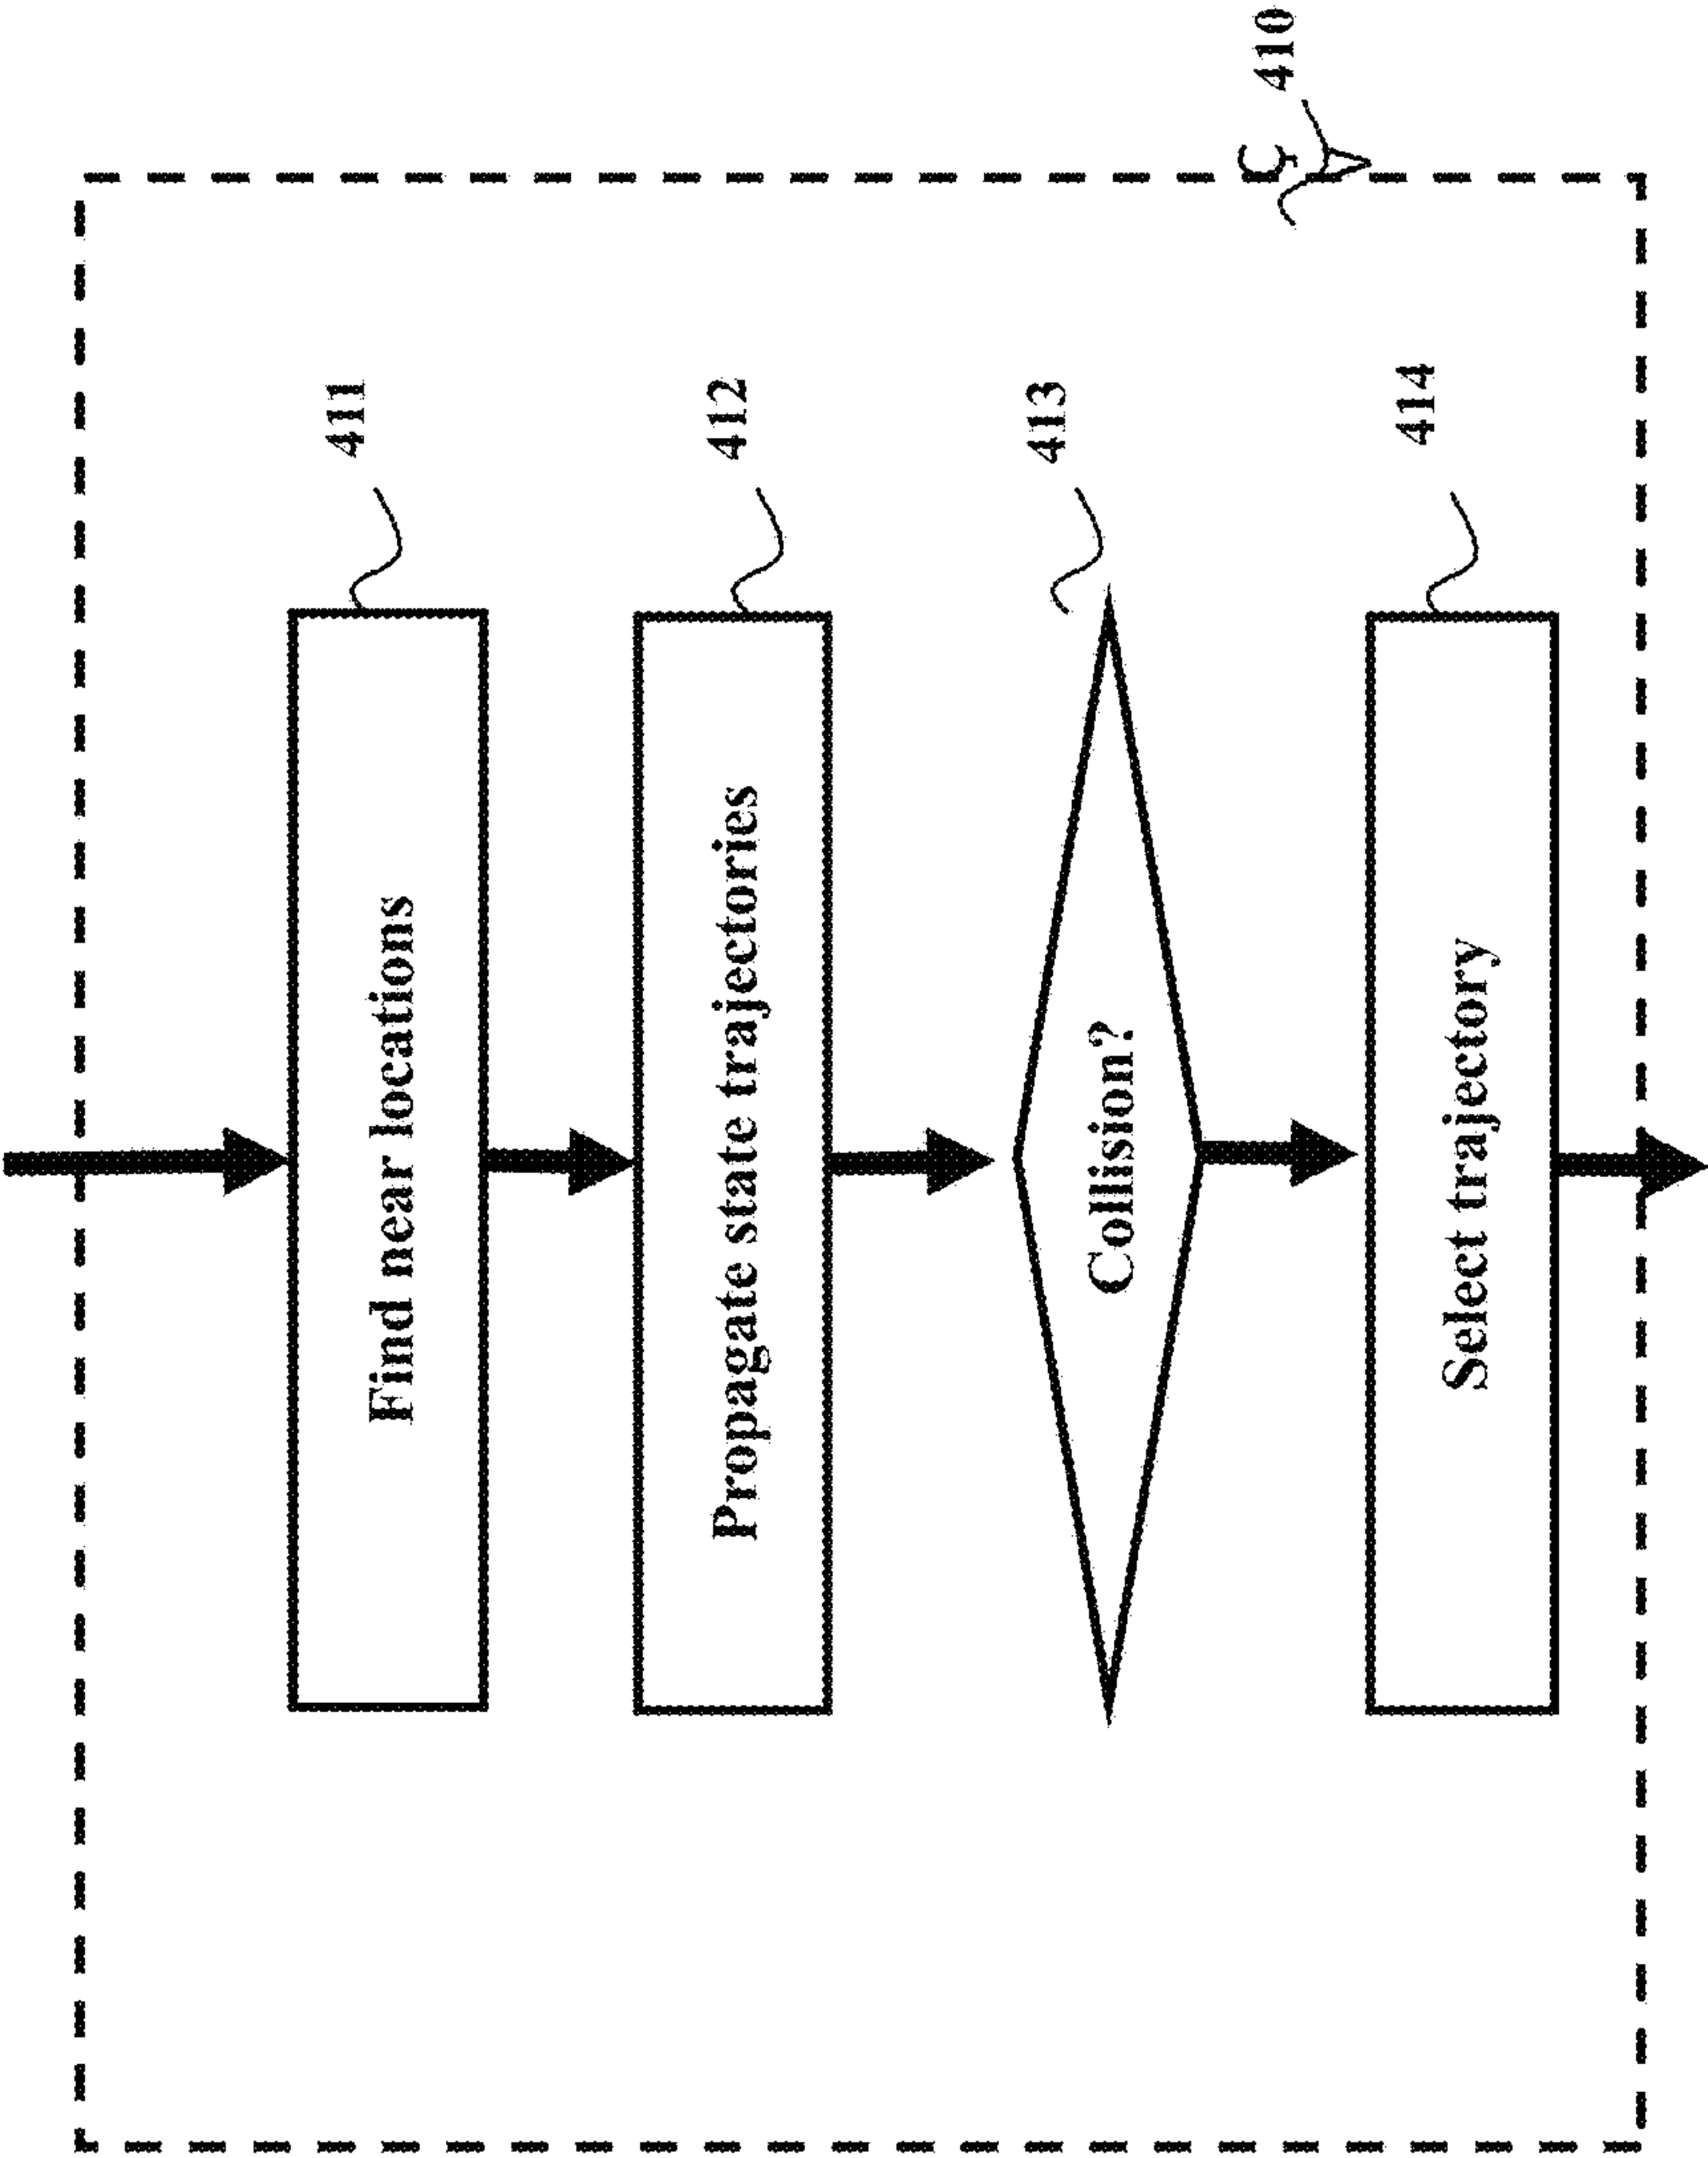 410
Find near locations
411
Propagate state trajectories
412
Collision?
413
Select trajectory
414